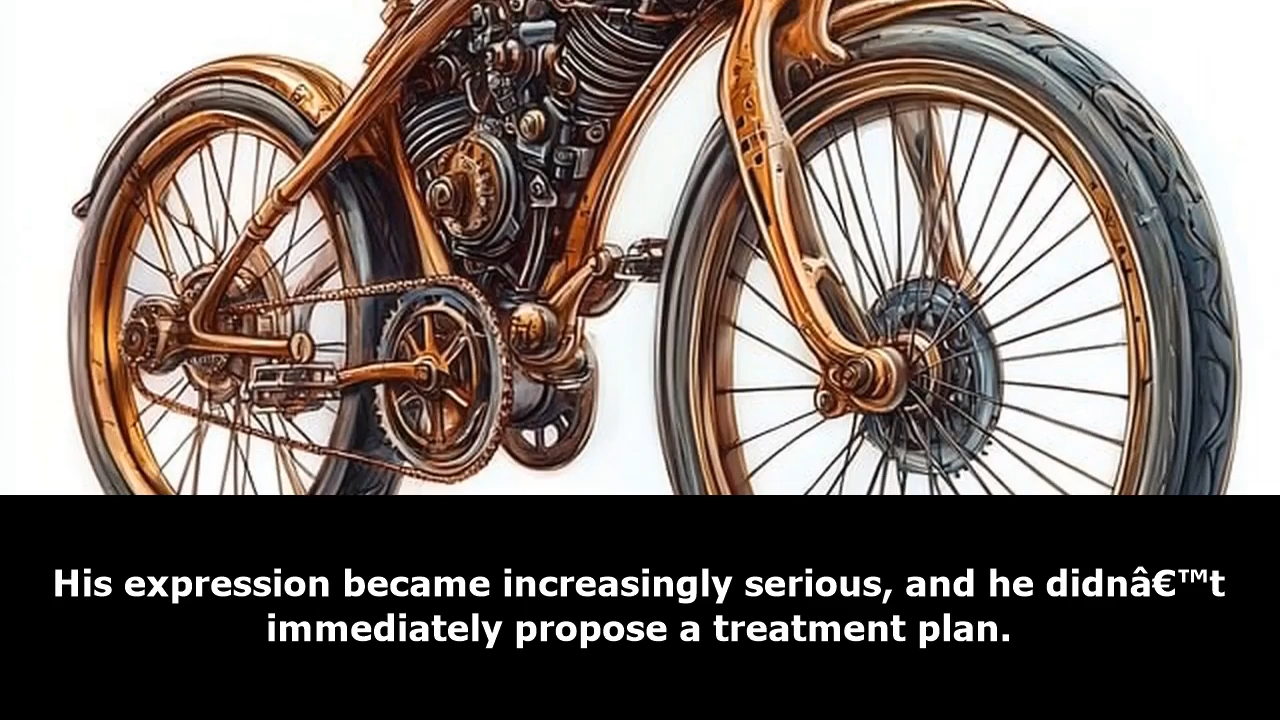 His expression became increasingly serious, and he didnâ€™t
immediately propose a treatment plan.